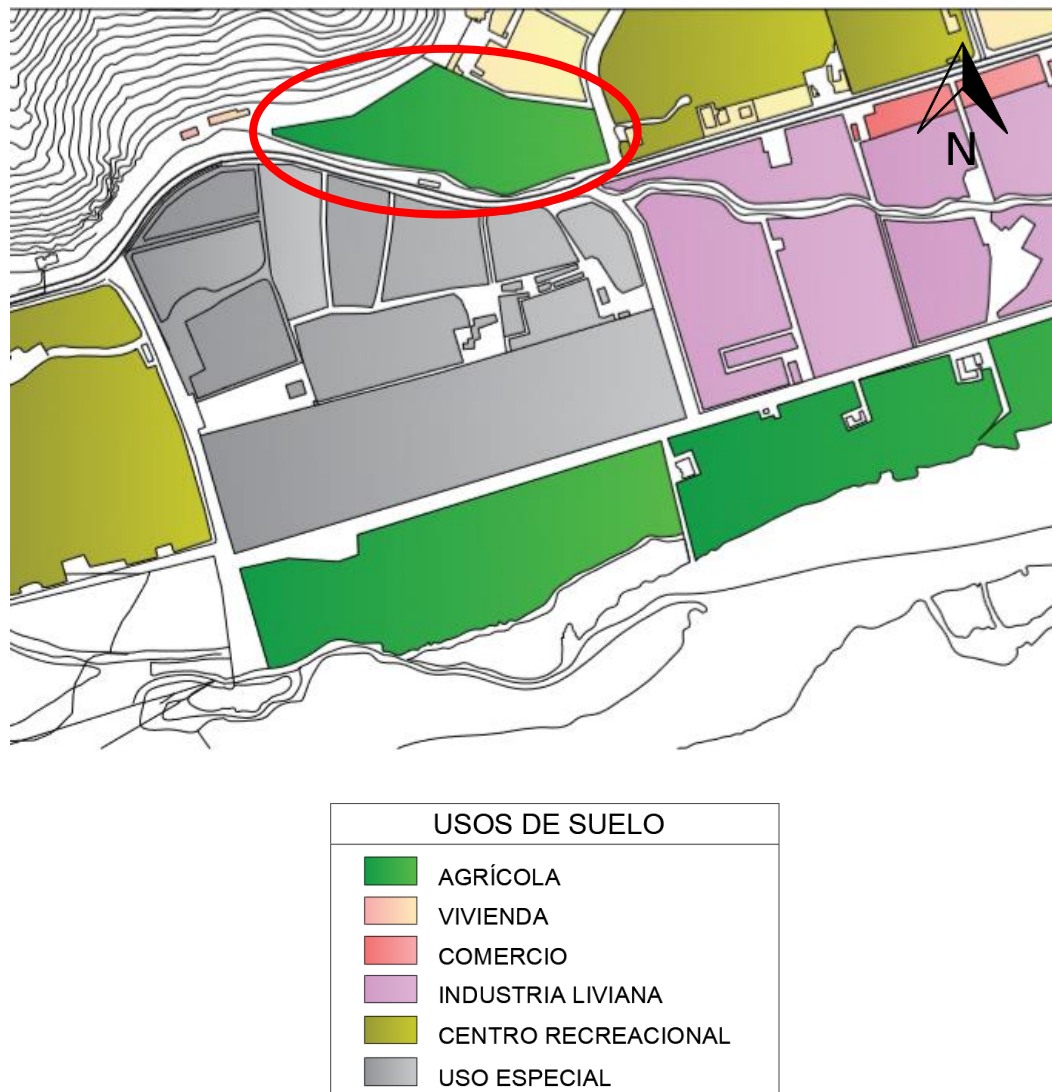 N
USOS DE SUELO
AGRÍCOLA
VIVIENDA
COMERCIO
INDUSTRIA LIVIANA
CENTRO RECREACIONAL
USO ESPECIAL